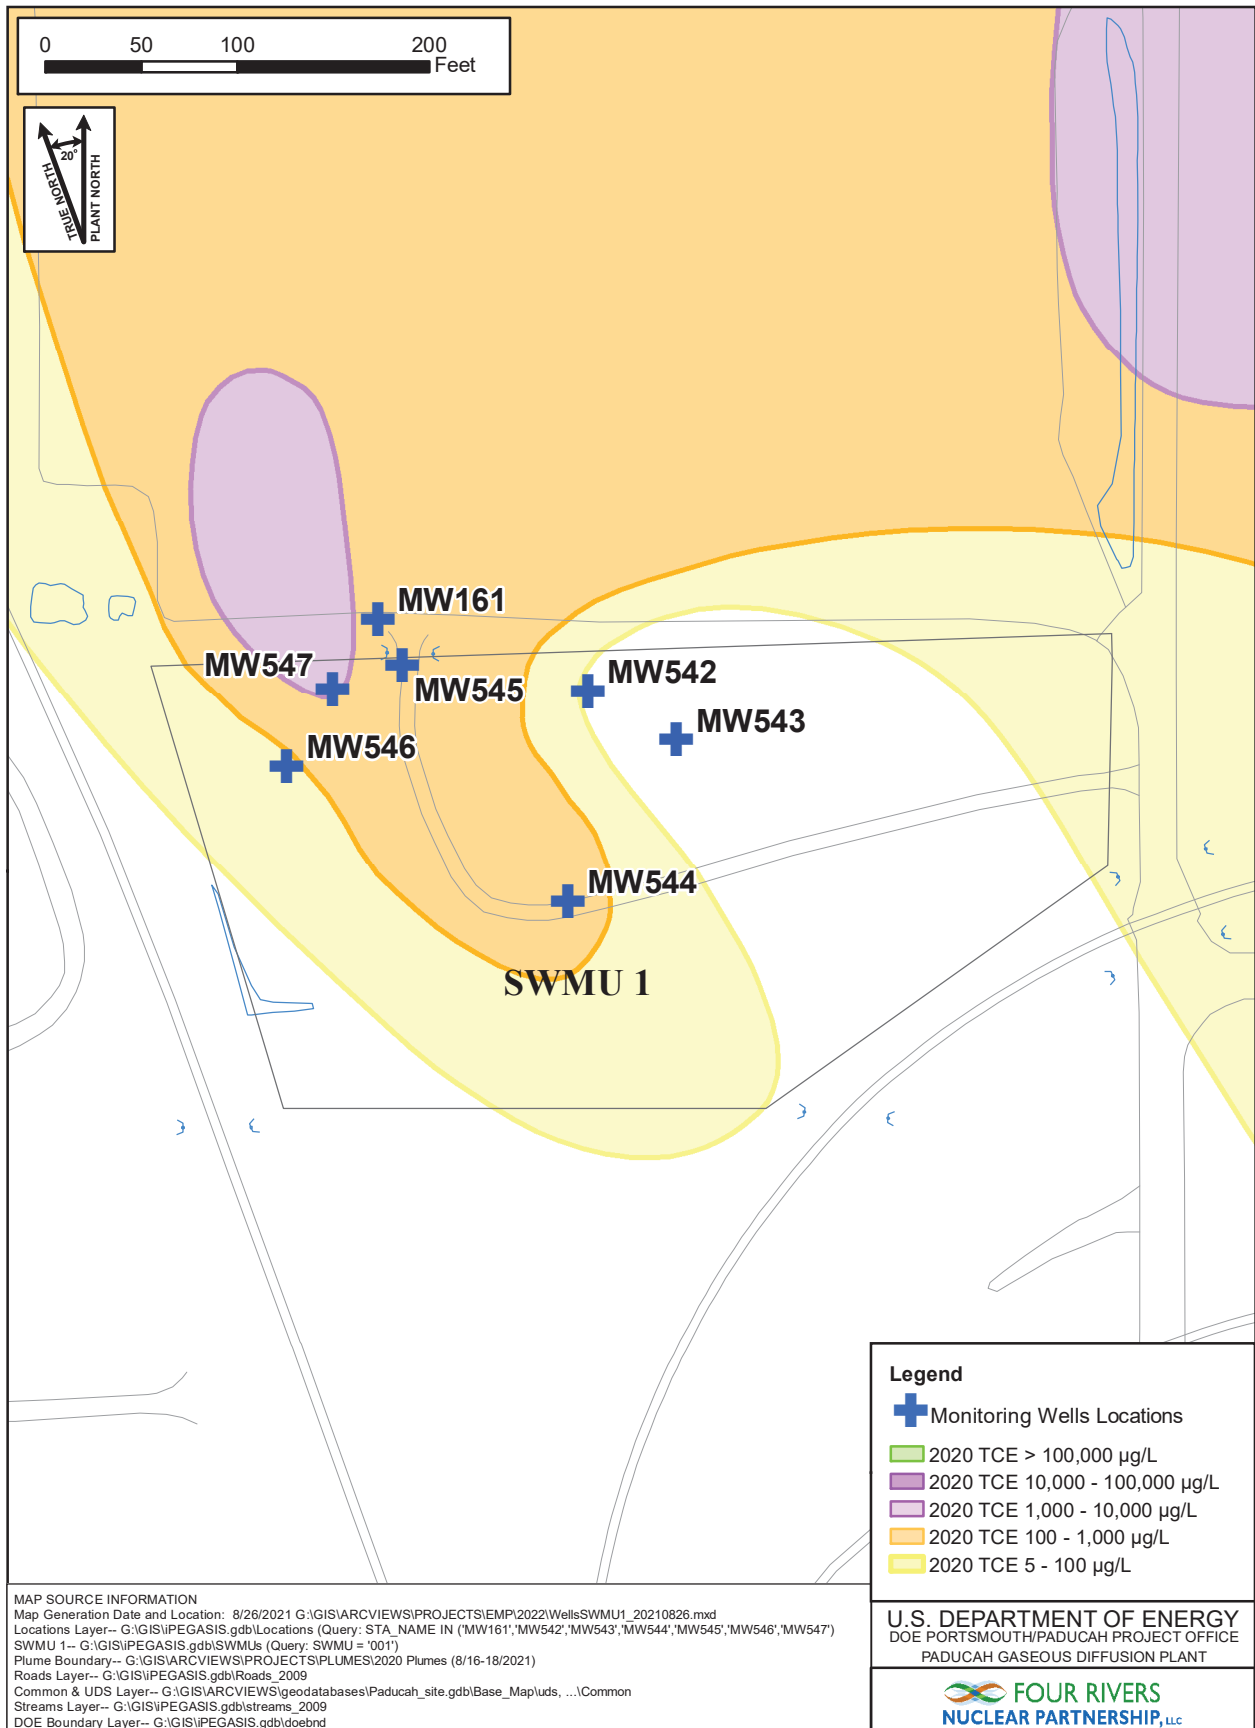 0 50 100 200
Feet
20°
TRUE NORTH
PLANT NORTH
MW161
MW547
MW545
MW542
MW543
MW546
MW544
SWMU 1
Legend
Monitoring Wells Locations
2020 TCE > 100,000 µg/L
2020 TCE 10,000 - 100,000 µg/L
2020 TCE 1,000 - 10,000 µg/L
2020 TCE 100 - 1,000 µg/L
2020 TCE 5 - 100 µg/L
MAP SOURCE INFORMATION
Map Generation Date and Location: 8/26/2021 G:\GIS\ARCVIEWS\PROJECTS\EMP\2022\WellsSWMU1_20210826.mxd
Locations Layer-- G:\GIS\iPEGASIS.gdb\Locations (Query: STA_NAME IN ('MW161','MW542','MW543','MW544','MW545','MW546','MW547')
SWMU 1-- G:\GIS\iPEGASIS.gdb\SWMUs (Query: SWMU = '001')
Plume Boundary-- G:\GIS\ARCVIEWS\PROJECTS\PLUMES\2020 Plumes (8/16-18/2021)
Roads Layer-- G:\GIS\iPEGASIS.gdb\Roads_2009
Common & UDS Layer-- G:\GIS\ARCVIEWS\geodatabases\Paducah_site.gdb\Base_Map\uds, ...\Common
Streams Layer-- G:\GIS\iPEGASIS.gdb\streams_2009
DOE Boundary Layer-- G:\GIS\iPEGASIS.gdb\doebnd
U.S. DEPARTMENT OF ENERGY
DOE PORTSMOUTH/PADUCAH PROJECT OFFICE
PADUCAH GASEOUS DIFFUSION PLANT
FOUR RIVERS
NUCLEAR PARTNERSHIP, LLC